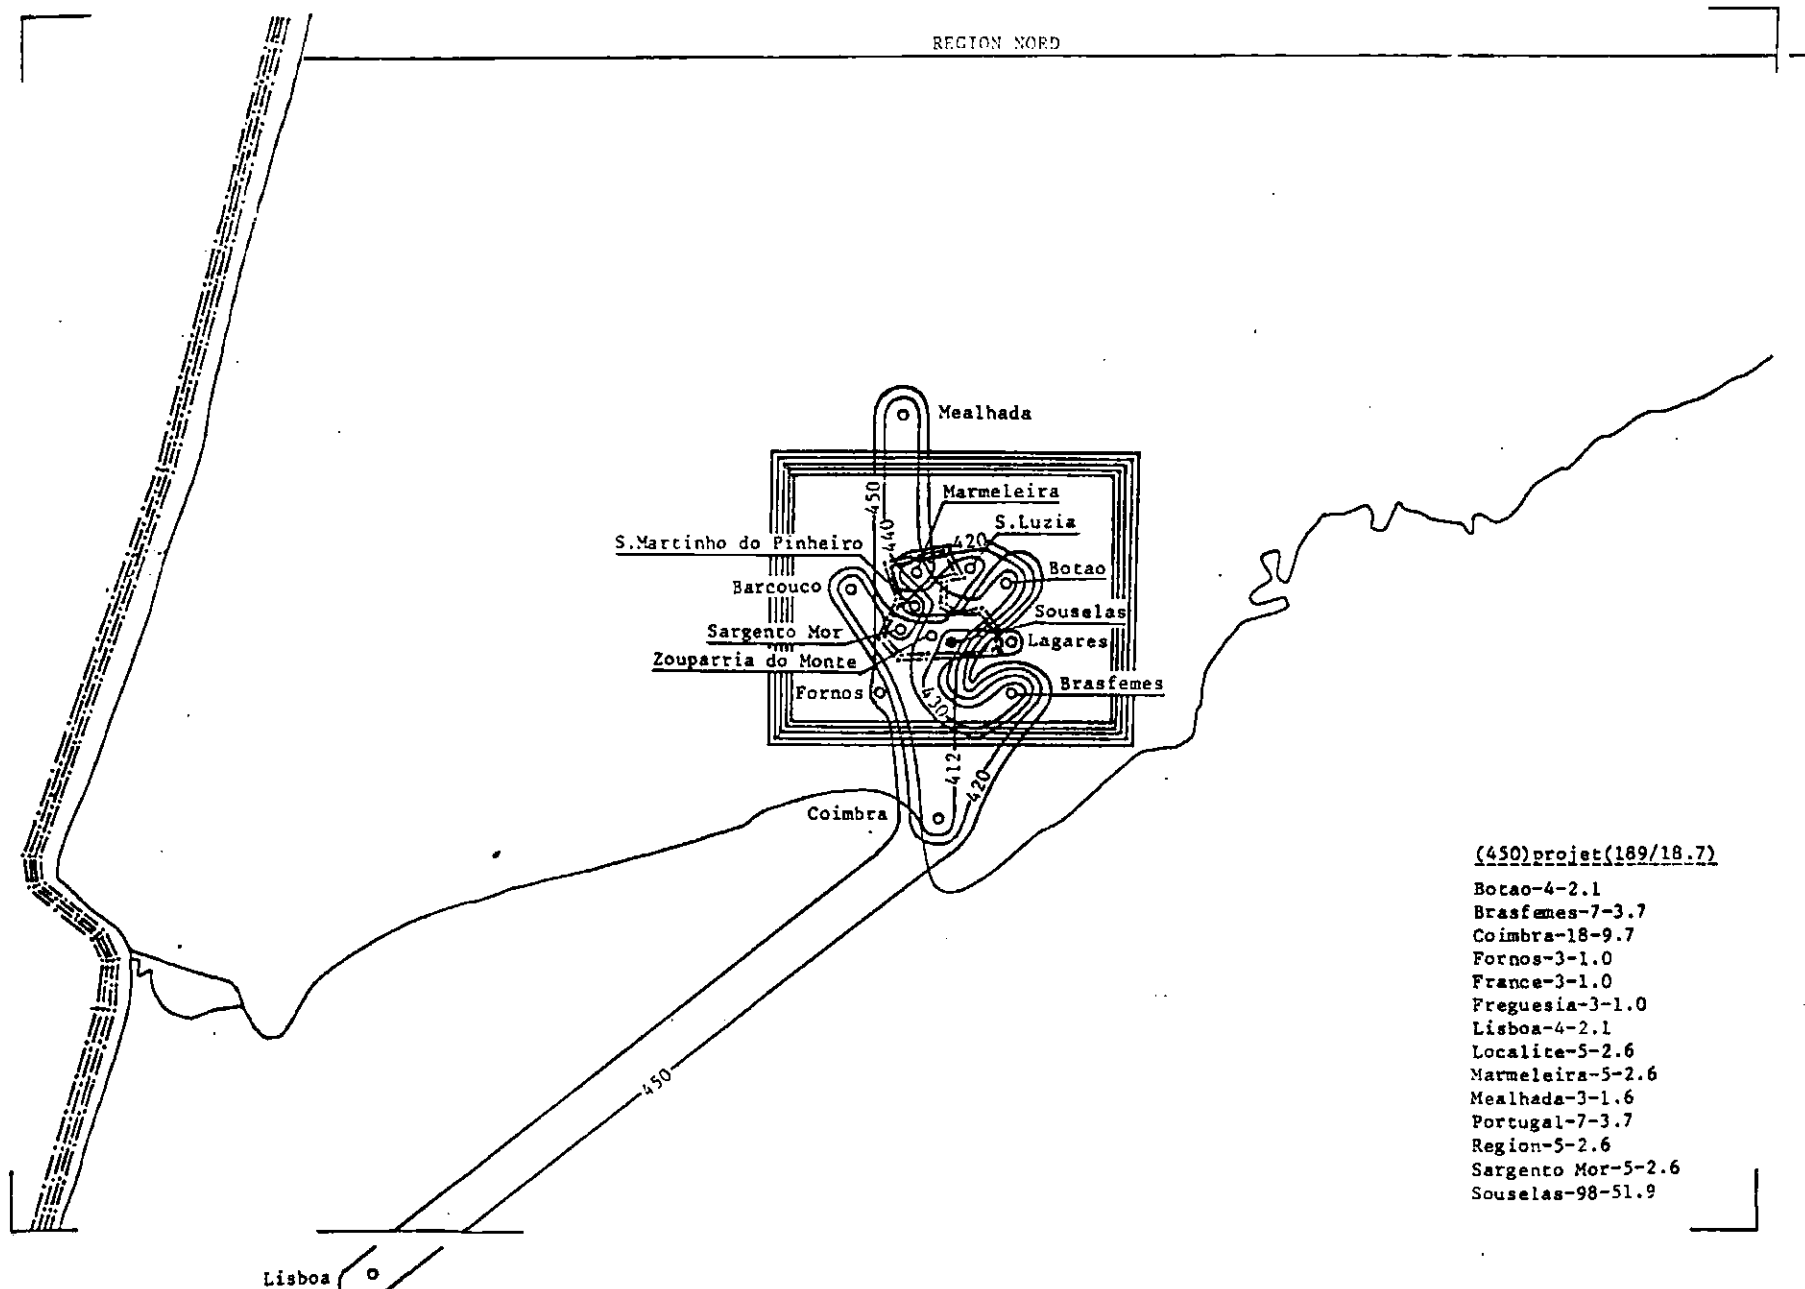 REGION NORD
Mealhada
450
Marmeleira
440
S.Luzia
420
S.Martinho do Pinheiro
Botao
Barcouco
Souselas
Sargento Mor
Lagares
Zouparria do Monte
Fornos
430
Brasfemes
412
420
Coimbra
450
Lisboa
(450)projet(189/18.7)
Botao-4-2.1
Brasfemes-7-3.7
Coimbra-18-9.7
Fornos-3-1.0
France-3-1.0
Freguesia-3-1.0
Lisboa-4-2.1
Localite-5-2.6
Marmeleira-5-2.6
Mealhada-3-1.6
Portugal-7-3.7
Region-5-2.6
Sargento Mor-5-2.6
Souselas-98-51.9